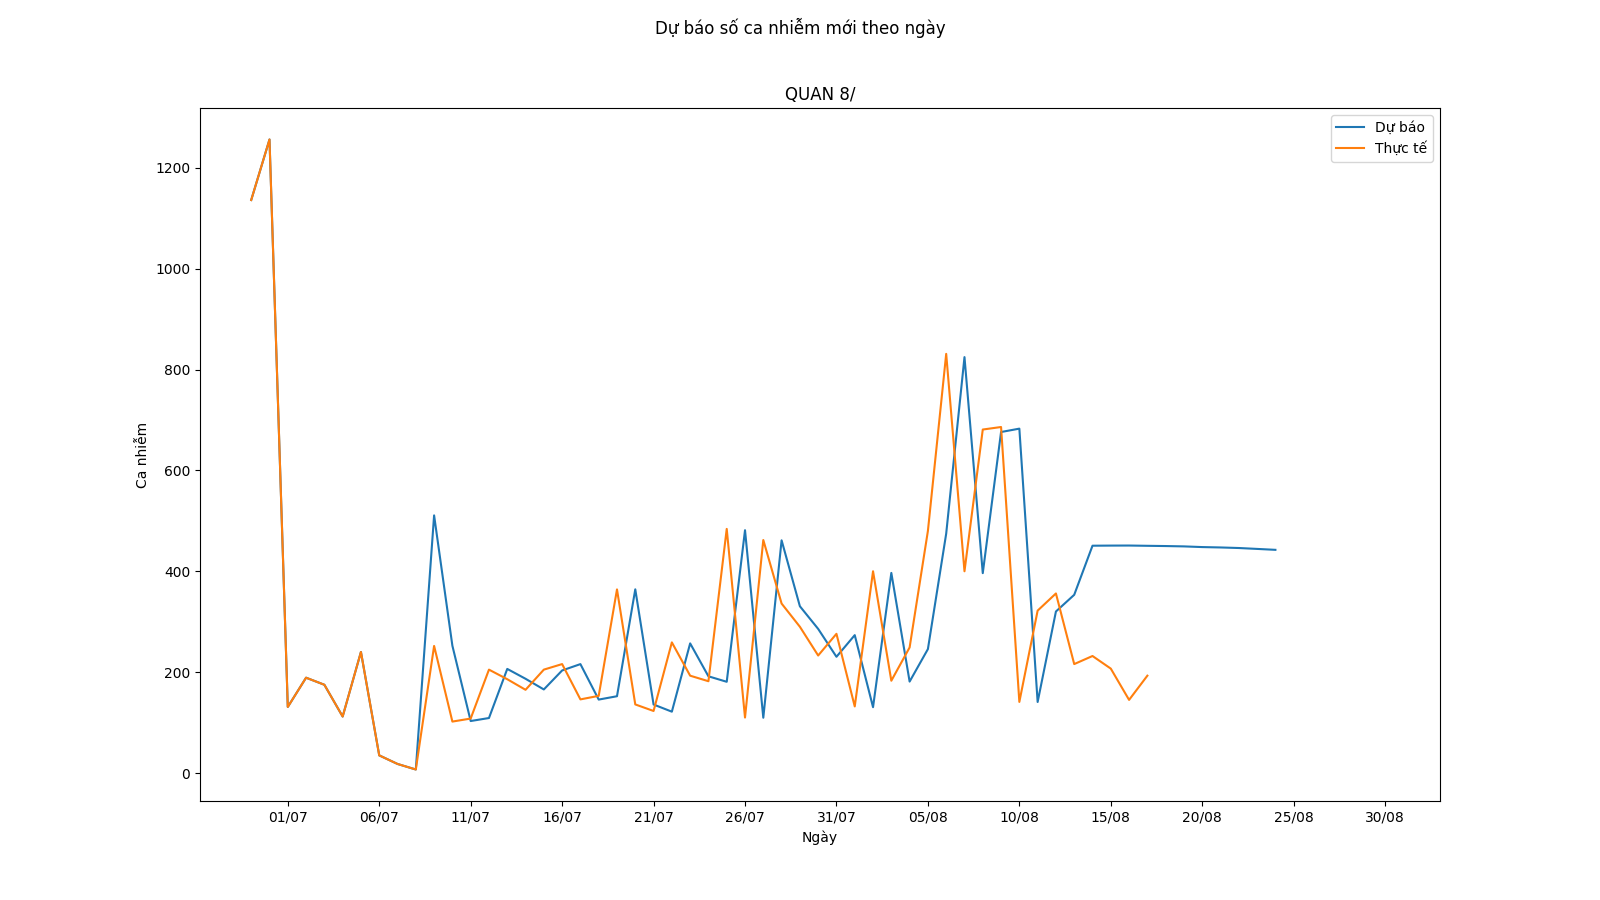 Dự báo số ca nhiễm mới theo ngày
QUAN 8/
Dự báo
Thực tế
1200
1000
800
600
400
200
0
Ca nhiễm
01/07 06/07 11/07 16/07 21/07 26/07 31/07 05/08 10/08 15/08 20/08 25/08 30/08
Ngày